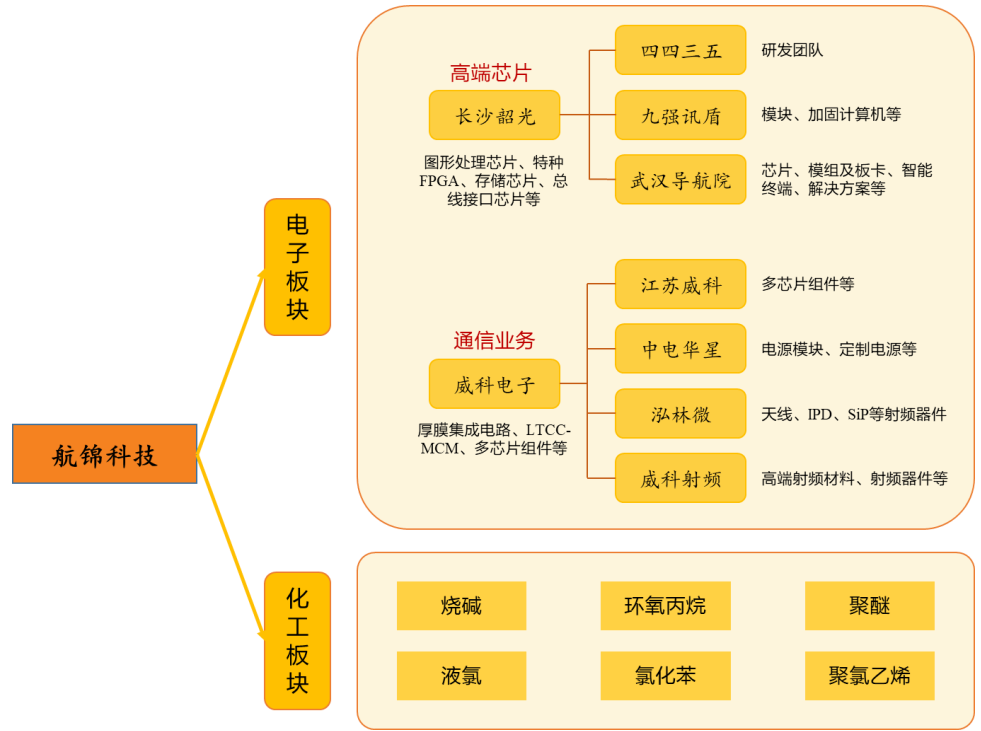 航锦科技
电子板块
高端芯片
长沙韶光
图形处理芯片、特种
FPGA、存储芯片、总
线接口芯片等
四四三五
研发团队
九强讯盾
模块、加固计算机等
武汉导航院
芯片、模组及板卡、智能
终端、解决方案等
通信业务
威科电子
厚膜集成电路、LTCC-
MCM、多芯片组件等
江苏威科
多芯片组件等
中电华星
电源模块、定制电源等
泓林微
天线、IPD、SiP等射频器件
威科射频
高端射频材料、射频器件等
化工板块
烧碱
环氧丙烷
聚醚
液氯
氯化苯
聚氯乙烯